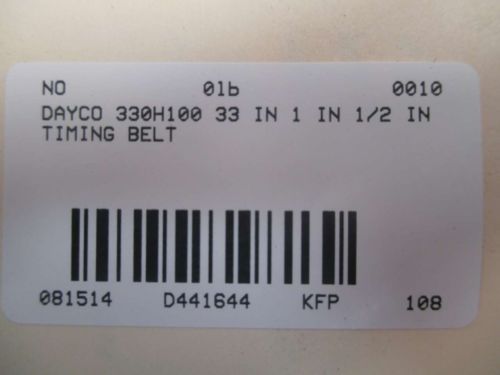 NO 01b 0010
DAYCO 330H100 33 IN 1 IN 1/2 IN
TIMING BELT
081514 D441644 KFP 108